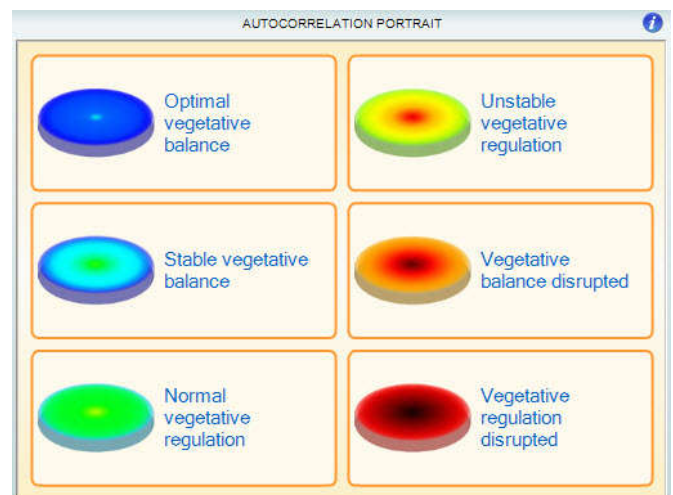 AUTOCORRELATION PORTRAIT
i
Optimal
vegetative
balance
Unstable
vegetative
regulation
Stable vegetative
balance
Vegetative
balance disrupted
Normal
vegetative
regulation
Vegetative
regulation
disrupted